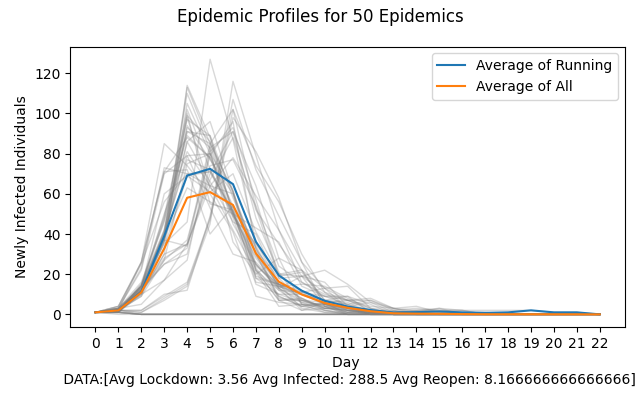 Epidemic Profiles for 50 Epidemics
Newly Infected Individuals
120
100
80
60
40
20
0
Average of Running
Average of All
0 1 2 3 4 5 6 7 8 9 10 11 12 13 14 15 16 17 18 19 20 21 22
Day
DATA:[Avg Lockdown: 3.56 Avg Infected: 288.5 Avg Reopen: 8.166666666666666]